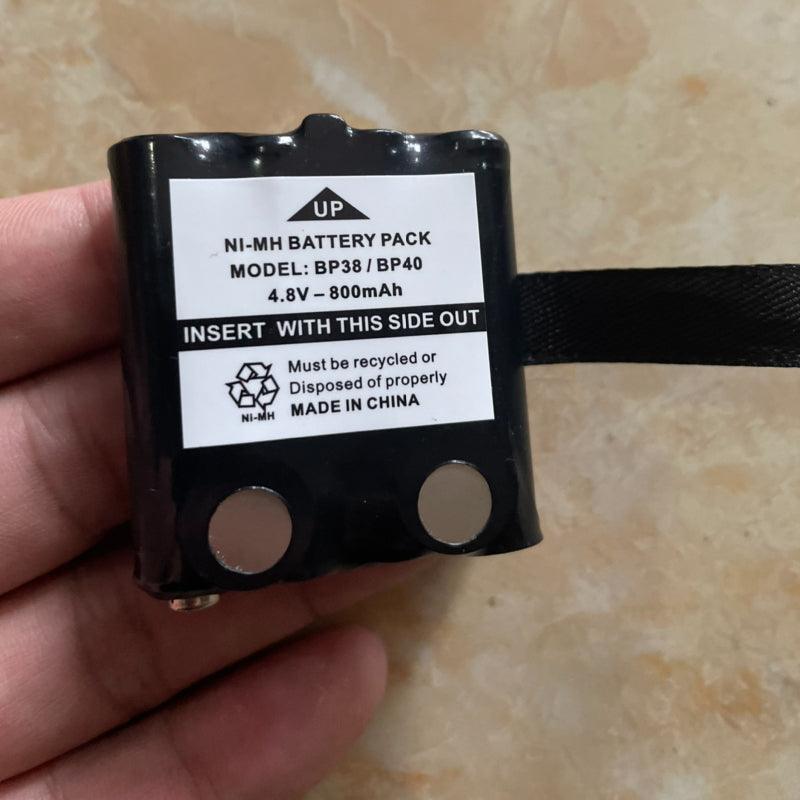 UP
NI-MH BATTERY PACK
MODEL: BP38 / BP40
4.8V – 800mAh
INSERT WITH THIS SIDE OUT
Must be recycled or
Disposed of properly
MADE IN CHINA
NI-MH